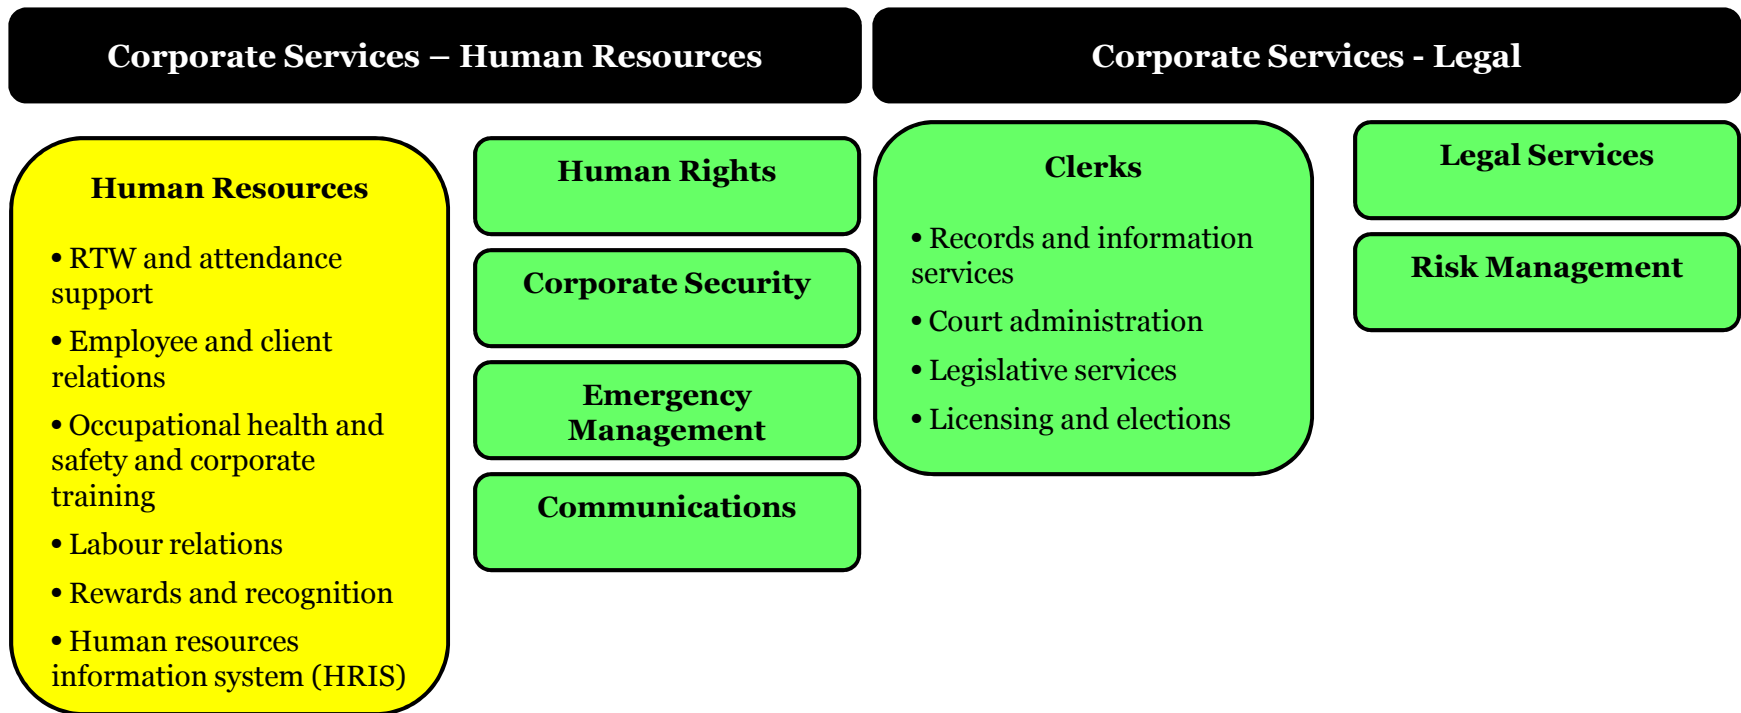 Corporate Services – Human Resources
Human Resources
• RTW and attendance
support
• Employee and client
relations
• Occupational health and
safety and corporate
training
• Labour relations
• Rewards and recognition
• Human resources
information system (HRIS)
Human Rights
Corporate Security
Emergency
Management
Communications
Corporate Services - Legal
Clerks
• Records and information
services
• Court administration
• Legislative services
• Licensing and elections
Legal Services
Risk Management